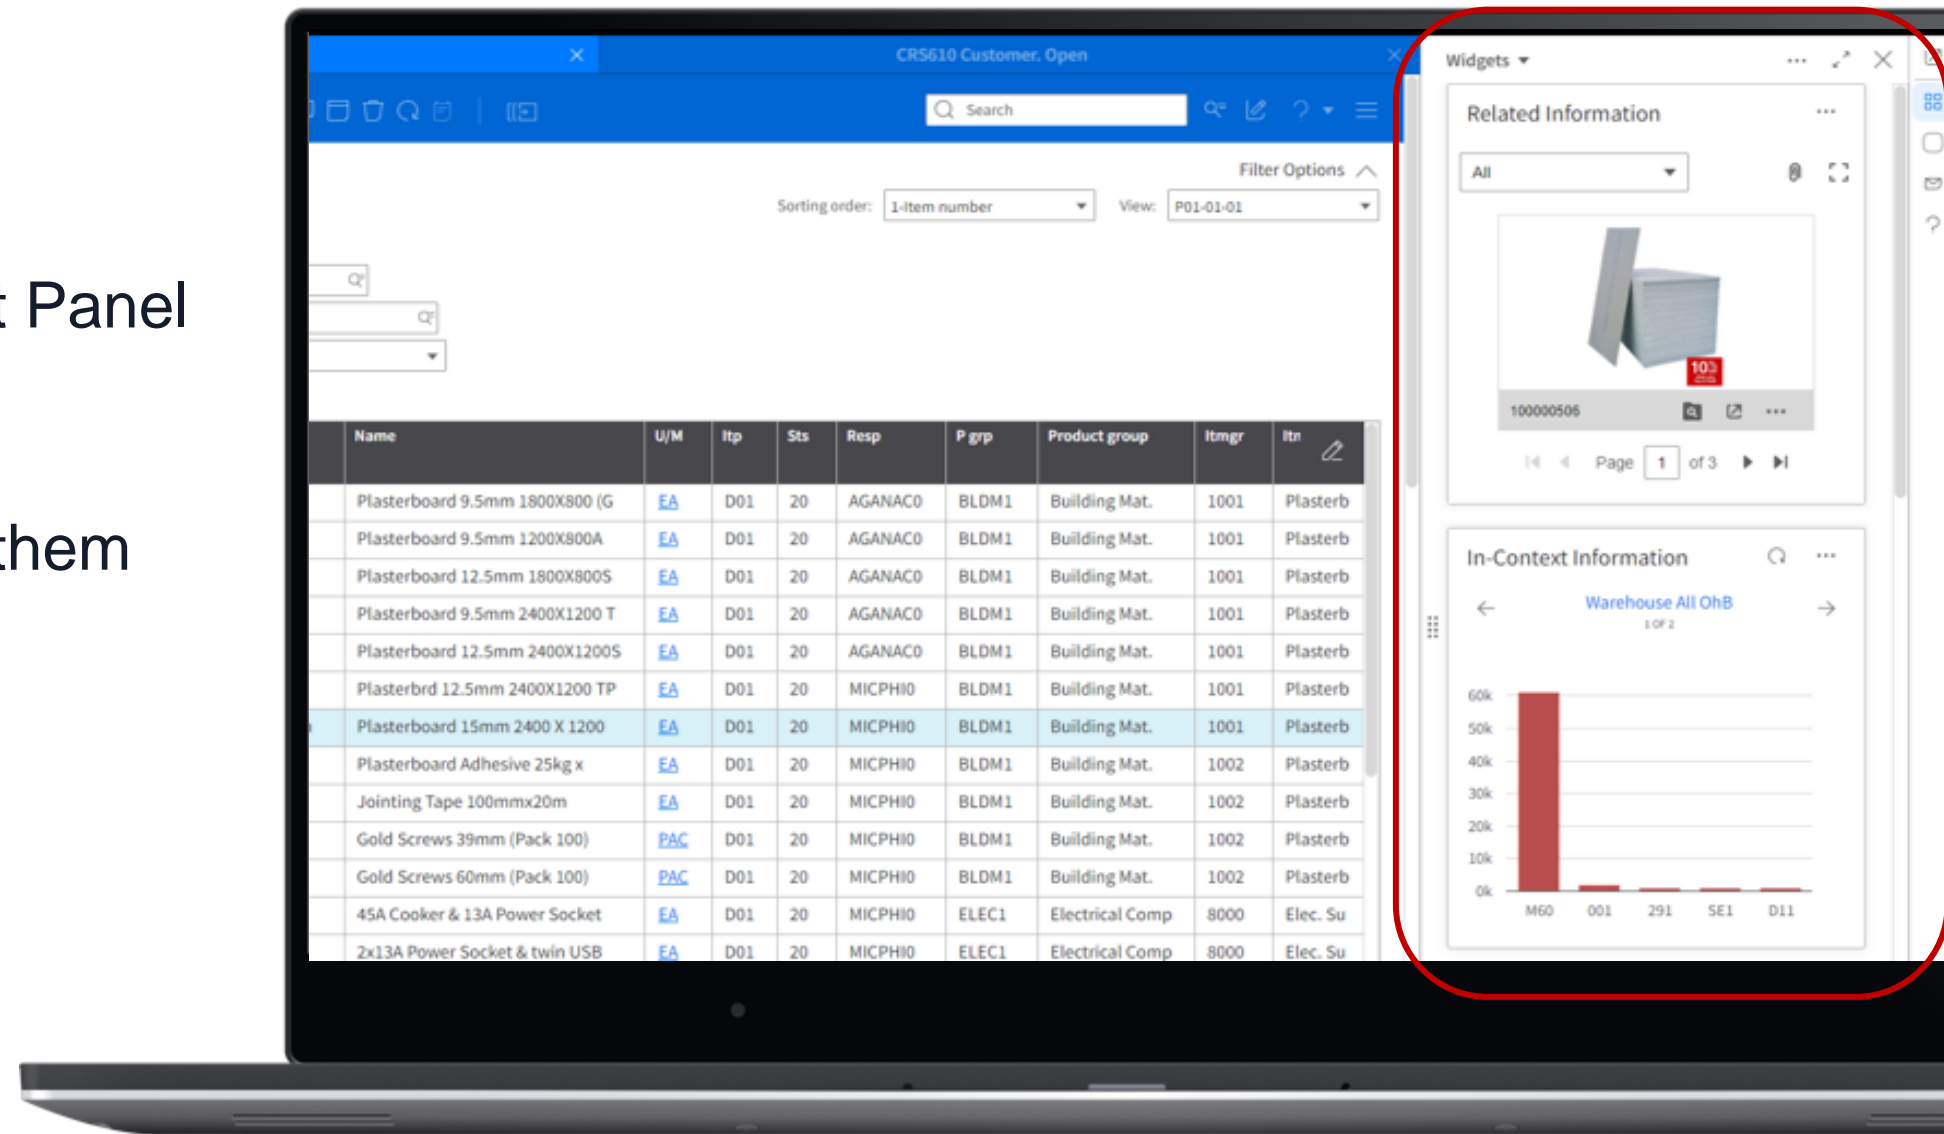 t Panel
them
CRS610 Customer. Open
Search
Filter Options
Sorting order: 1-Item number View: P01-01-01
Name U/M Itp Sts Resp P grp Product group Itmgr Itr
Plasterboard 9.5mm 1800X800 (G EA D01 20 AGANAC0 BLDM1 Building Mat. 1001 Plasterb
Plasterboard 9.5mm 1200X800A EA D01 20 AGANAC0 BLDM1 Building Mat. 1001 Plasterb
Plasterboard 12.5mm 1800X800S EA D01 20 AGANAC0 BLDM1 Building Mat. 1001 Plasterb
Plasterboard 9.5mm 2400X1200 T EA D01 20 AGANAC0 BLDM1 Building Mat. 1001 Plasterb
Plasterboard 12.5mm 2400X1200S EA D01 20 AGANAC0 BLDM1 Building Mat. 1001 Plasterb
Plasterbrd 12.5mm 2400X1200 TP EA D01 20 MICPHI0 BLDM1 Building Mat. 1001 Plasterb
Plasterboard 15mm 2400 X 1200 EA D01 20 MICPHI0 BLDM1 Building Mat. 1001 Plasterb
Plasterboard Adhesive 25kg x EA D01 20 MICPHI0 BLDM1 Building Mat. 1002 Plasterb
Jointing Tape 100mmx20m EA D01 20 MICPHI0 BLDM1 Building Mat. 1002 Plasterb
Gold Screws 39mm (Pack 100) PAC D01 20 MICPHI0 BLDM1 Building Mat. 1002 Plasterb
Gold Screws 60mm (Pack 100) PAC D01 20 MICPHI0 BLDM1 Building Mat. 1002 Plasterb
45A Cooker & 13A Power Socket EA D01 20 MICPHI0 ELEC1 Electrical Comp 8000 Elec. Su
2x13A Power Socket & twin USB EA D01 20 MICPHI0 ELEC1 Electrical Comp 8000 Elec. Su
Widgets
Related Information
All
100000506
Page 1 of 3
In-Context Information
Warehouse All OhB
1 OF 2
60k
50k
40k
30k
20k
10k
0k
M60 001 291 SE1 D11